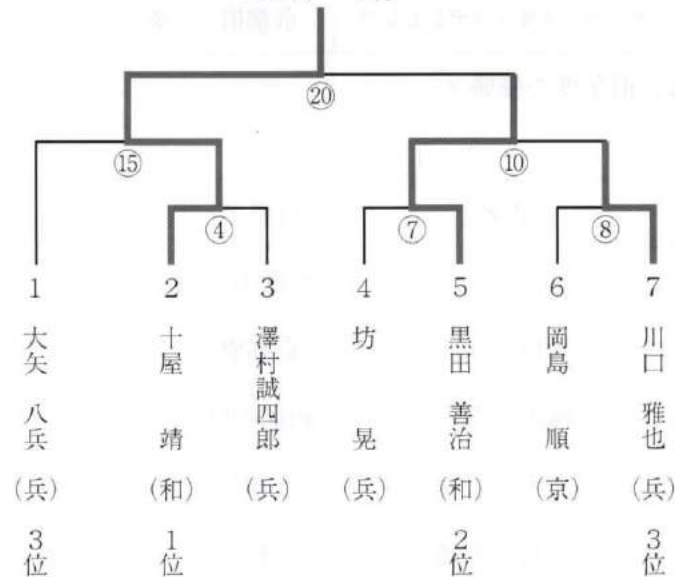 ⑳
⑮
⑩
④
⑦
⑧
1
2
3
4
5
6
7
大矢 八兵 (兵) 3位
十屋 靖 (和) 1位
澤村誠四郎 (兵)
坊 晃 (兵)
黒田 善治 (和) 2位
岡島 順 (京)
川口 雅也 (兵) 3位